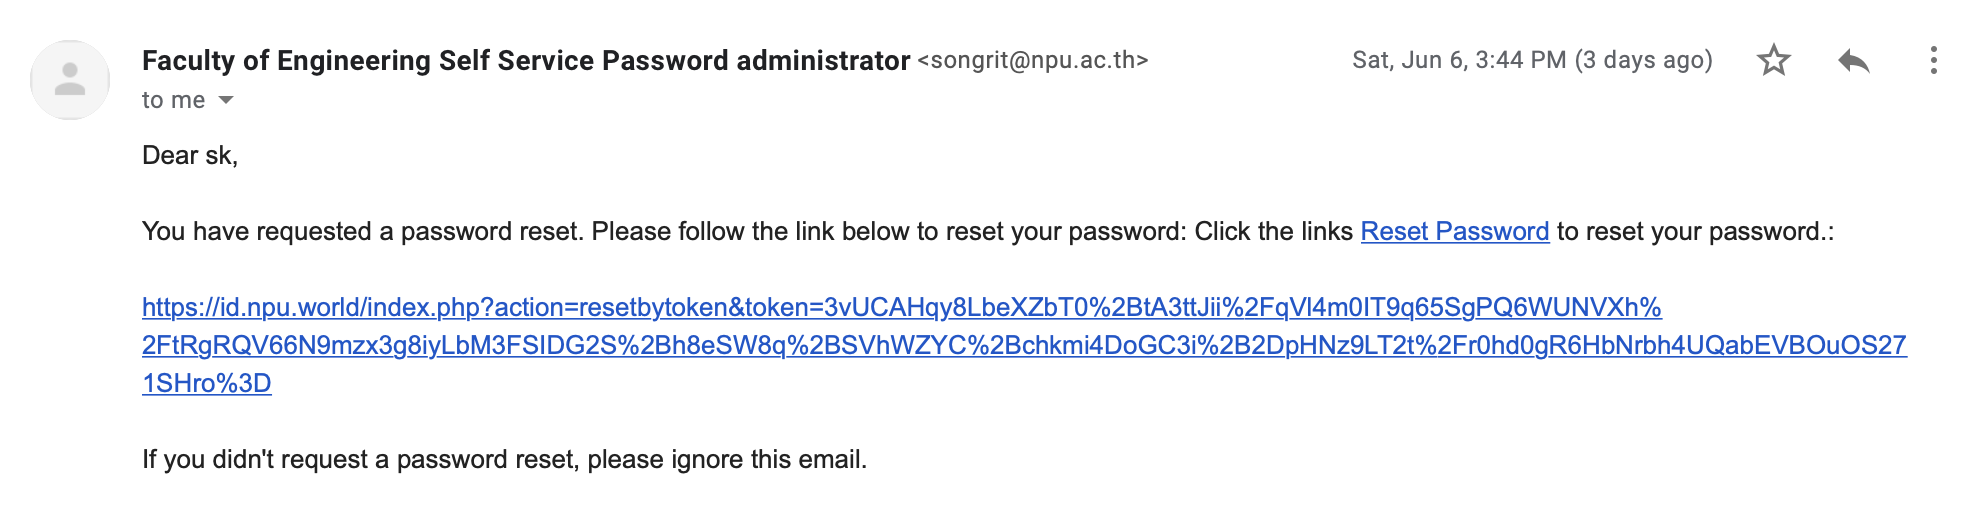 Faculty of Engineering Self Service Password administrator <songrit@npu.ac.th> Sat, Jun 6, 3:44 PM (3 days ago)
to me
Dear sk,
You have requested a password reset. Please follow the link below to reset your password: Click the links Reset Password to reset your password.:
https://id.npu.world/index.php?action=resetbytoken&token=3vUCAHqy8LbeXZbT0%2BtA3ttJii%2FqVl4m0IT9q65SgPQ6WUNVXh%
2FtRgRQV66N9mzx3g8iyLbM3FSIDG2S%2Bh8eSW8q%2BSVhWZYC%2Bchkmi4DoGC3i%2B2DpHNz9LT2t%2Fr0hd0gR6HbNrbh4UQabEVBOuOS27
1SHro%3D
If you didn't request a password reset, please ignore this email.